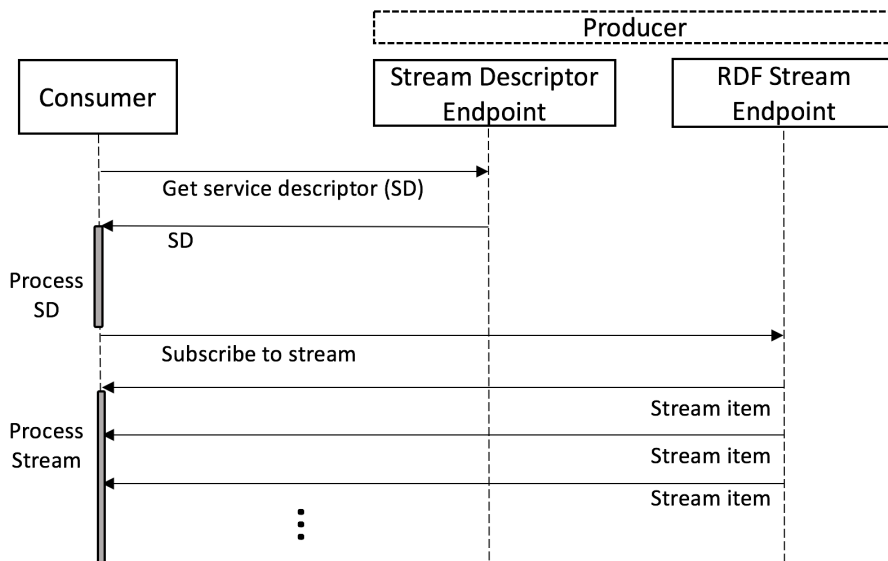 Producer
Consumer
Stream Descriptor
Endpoint
RDF Stream
Endpoint
Get service descriptor (SD)
SD
Process
SD
Subscribe to stream
Stream item
Process
Stream
Stream item
Stream item